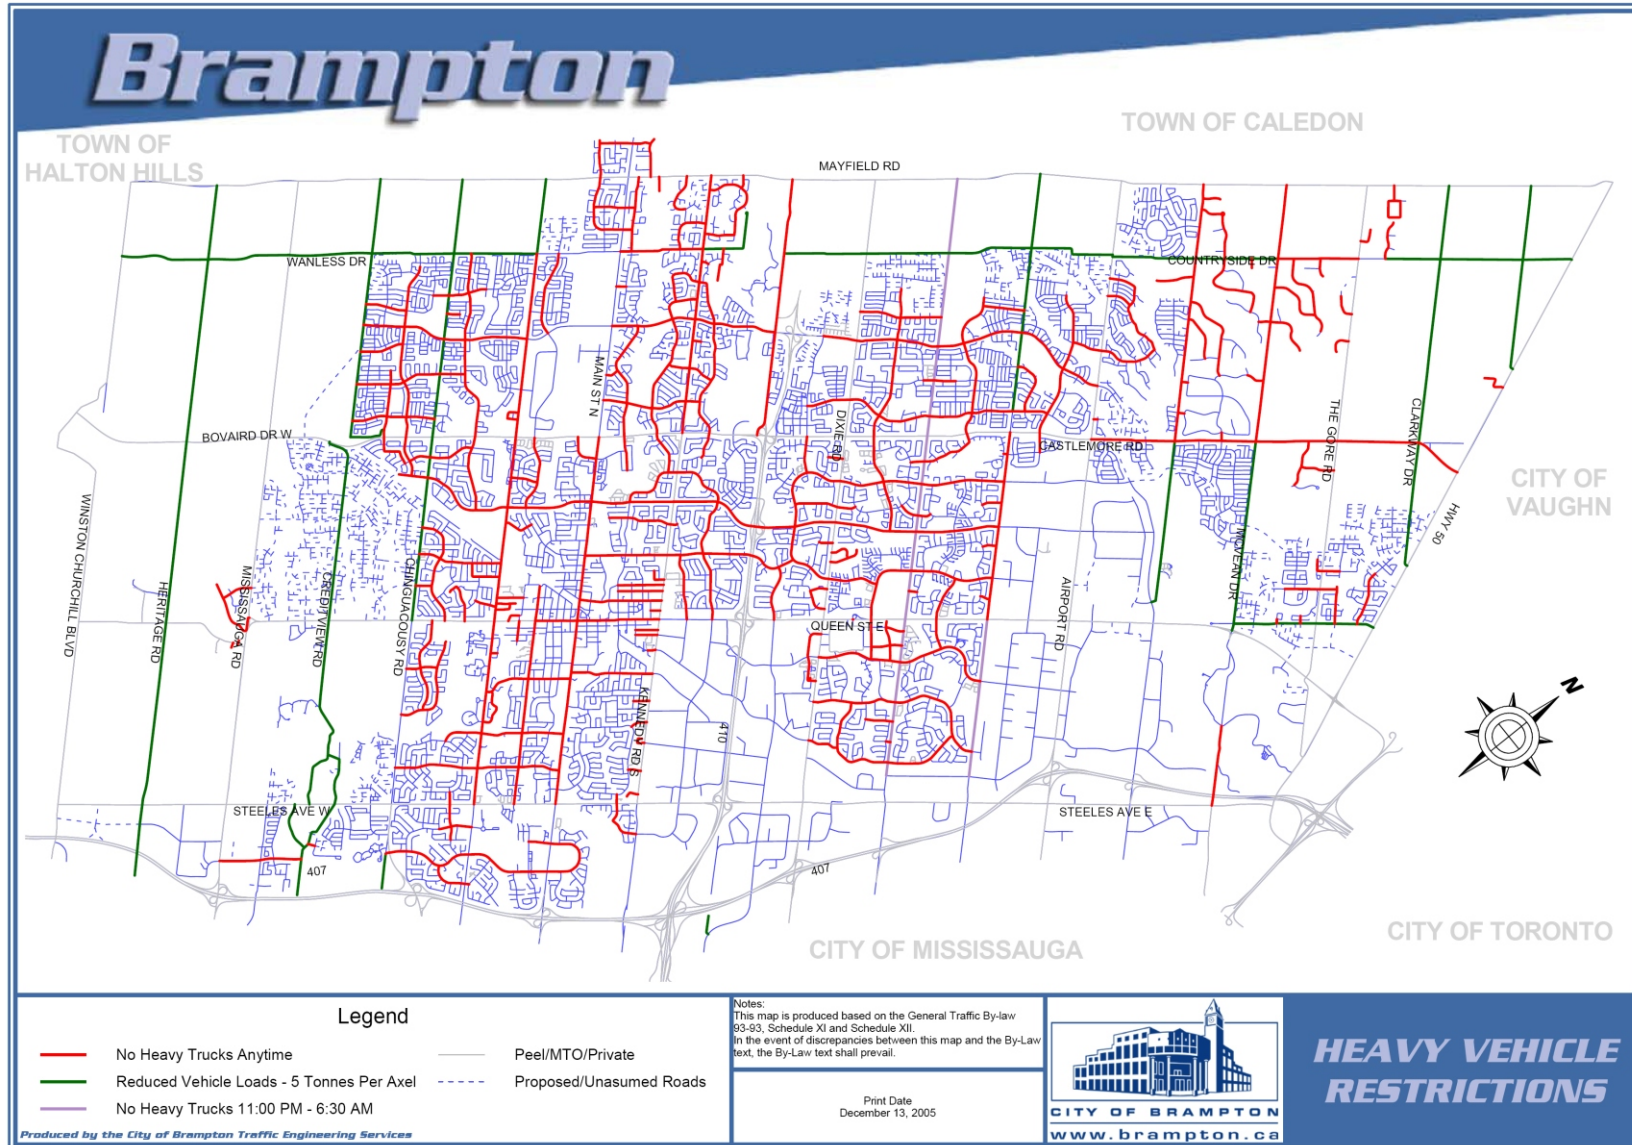 Brampton
TOWN OF
HALTON HILLS
TOWN OF CALEDON
MAYFIELD RD
WANLESS DR
COUNTRYSIDE DR
MAIN ST N
BOVAIRD DR W
DIXIE RD
CASTLEMORE RD
THE GORE RD
CLARKWAY DR
CITY OF
VAUGHN
HWY 50
WINSTON CHURCHILL BLVD
HERITAGE RD
MISSISSAUGA RD
CREDITVIEW RD
CHINGUACOUSY RD
MCVEAN DR
AIRPORT RD
QUEEN ST E
KENNEDY RD S
410
N
STEELES AVE W
STEELES AVE E
407
407
CITY OF MISSISSAUGA
CITY OF TORONTO
Legend
No Heavy Trucks Anytime
Reduced Vehicle Loads - 5 Tonnes Per Axel
No Heavy Trucks 11:00 PM - 6:30 AM
Peel/MTO/Private
Proposed/Unasumed Roads
Produced by the City of Brampton Traffic Engineering Services
Notes:
This map is produced based on the General Traffic By-law
93-93, Schedule XI and Schedule XII.
In the event of discrepancies between this map and the By-Law
text, the By-Law text shall prevail.
Print Date
December 13, 2005
CITY OF BRAMPTON
www.brampton.ca
HEAVY VEHICLE
RESTRICTIONS